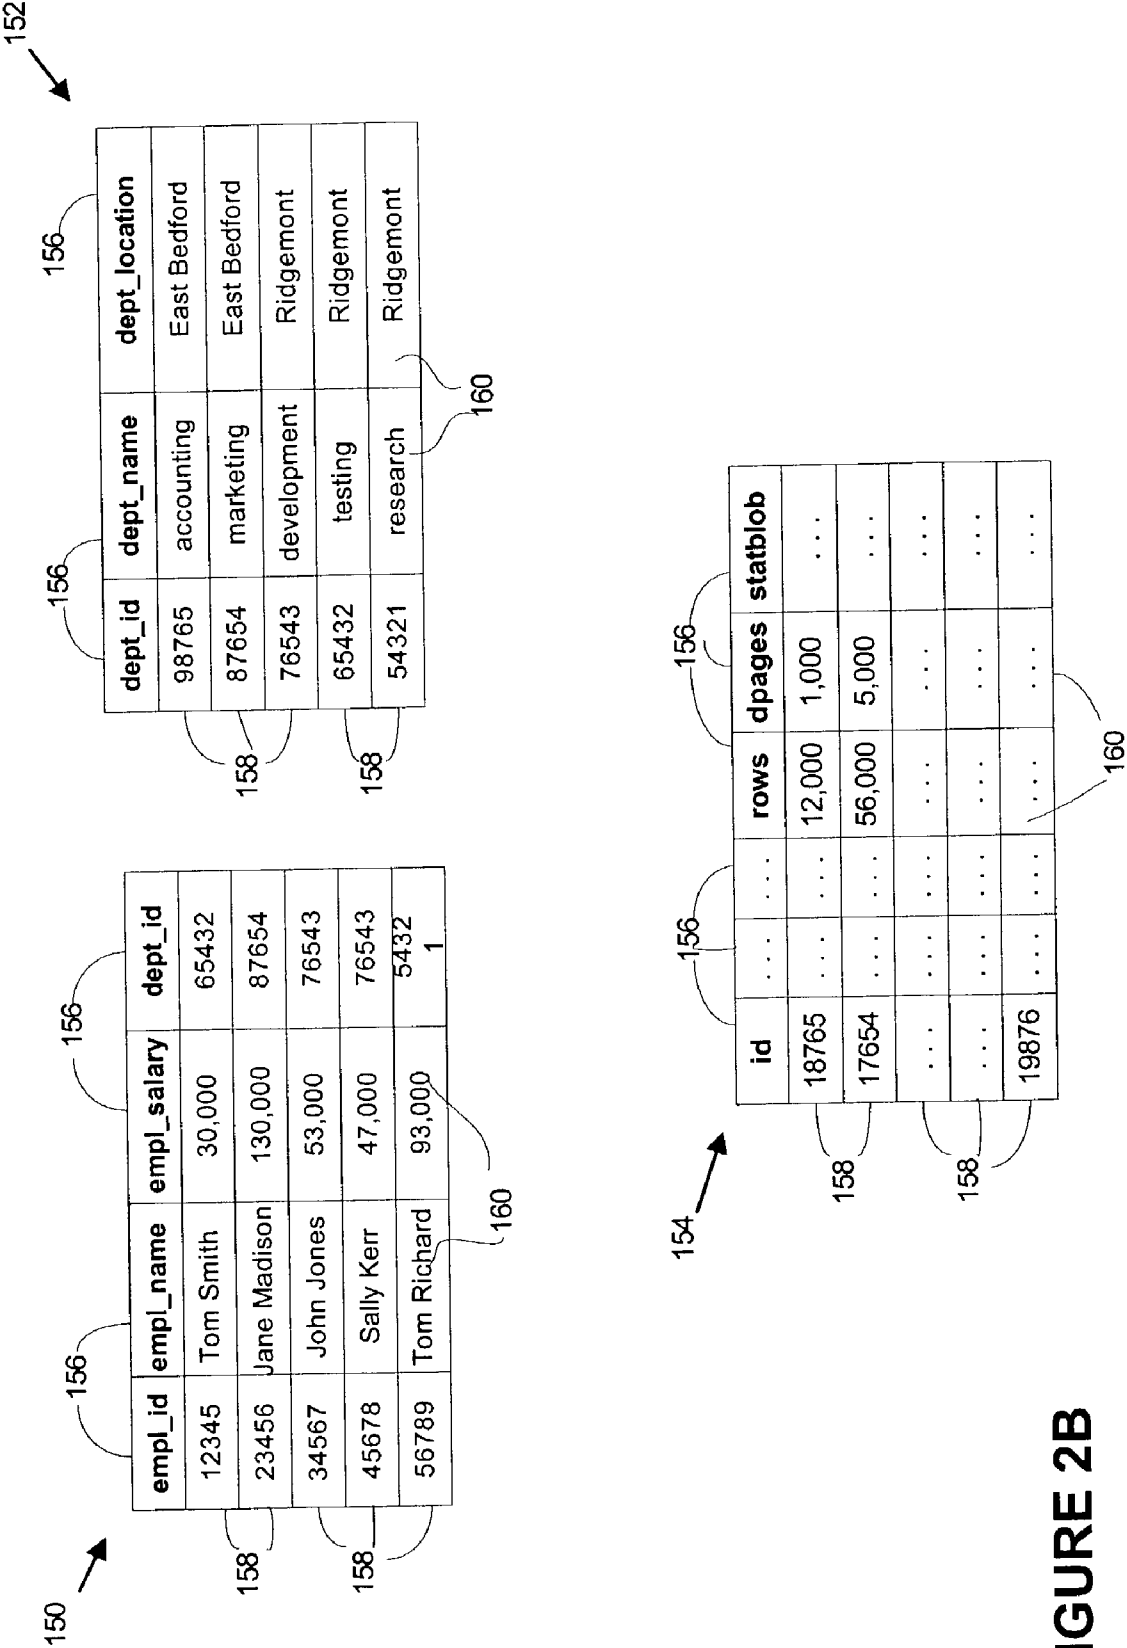 150
156
156
empl_id empl_name empl_salary dept_id
12345 Tom Smith 30,000 65432
23456 Jane Madison 130,000 87654
34567 John Jones 53,000 76543
45678 Sally Kerr 47,000 76543
56789 Tom Richard 93,000 5432
1
158
158
160
152
156
156
dept_id dept_name dept_location
98765 accounting East Bedford
87654 marketing East Bedford
76543 development Ridgemont
65432 testing Ridgemont
54321 research Ridgemont
158
158
160
154
156
156
id ... ... rows dpages statblob
18765 ... ... 12,000 1,000 ...
17654 ... ... 56,000 5,000 ...
... ... ... ... ... ...
... ... ... ... ... ...
19876 ... ... ... ... ...
158
158
160
IGURE 2B